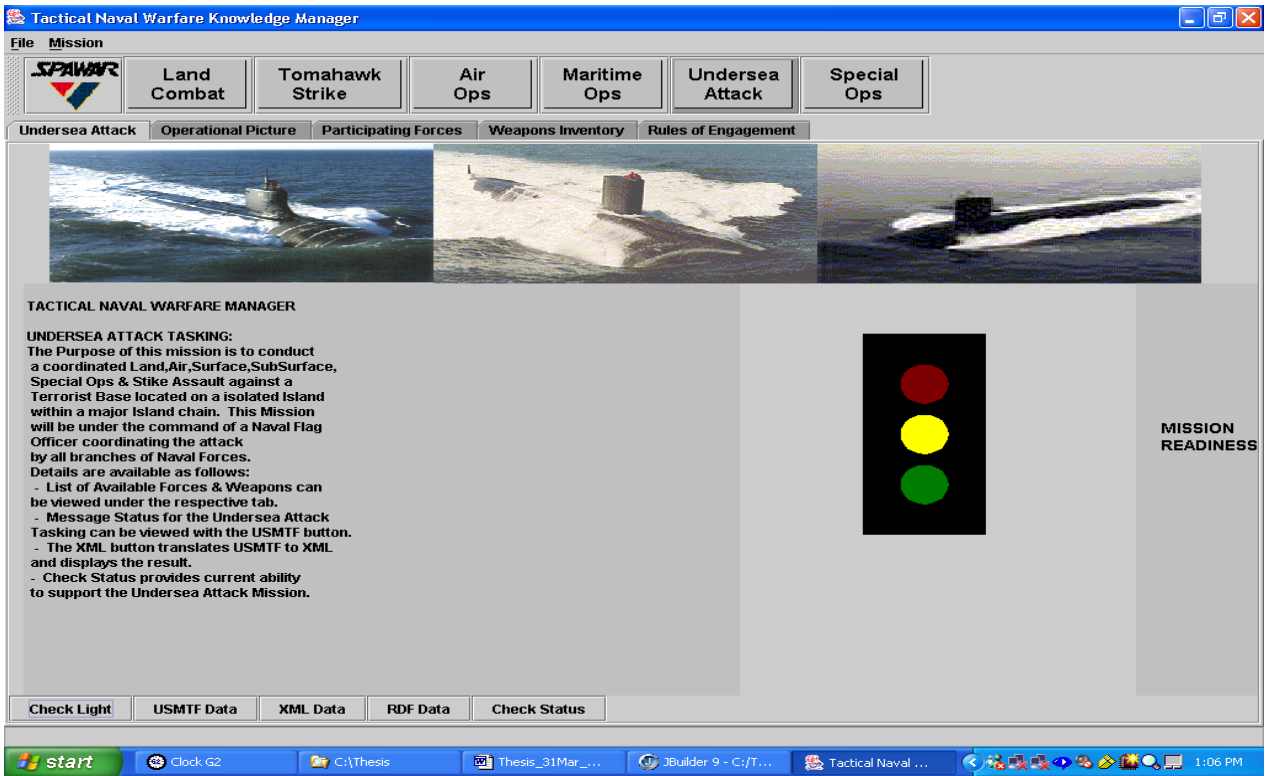 Tactical Naval Warfare Knowledge Manager
File Mission
SPAWAR
Land Combat
Tomahawk Strike
Air Ops
Maritime Ops
Undersea Attack
Special Ops
Undersea Attack Operational Picture Participating Forces Weapons Inventory Rules of Engagement
TACTICAL NAVAL WARFARE MANAGER
UNDERSEA ATTACK TASKING:
The Purpose of this mission is to conduct
a coordinated Land,Air,Surface,SubSurface,
Special Ops & Stike Assault against a
Terrorist Base located on a isolated Island
within a major Island chain. This Mission
will be under the command of a Naval Flag
Officer coordinating the attack
by all branches of Naval Forces.
Details are available as follows:
- List of Available Forces & Weapons can
be viewed under the respective tab.
- Message Status for the Undersea Attack
Tasking can be viewed with the USMTF button.
- The XML button translates USMTF to XML
and displays the result.
- Check Status provides current ability
to support the Undersea Attack Mission.
MISSION
READINESS
Check Light USMTF Data XML Data RDF Data Check Status
start Clock G2 C:\Thesis Thesis_31Mar_... JBuilder 9 - C:/T... Tactical Naval ... 1:06 PM